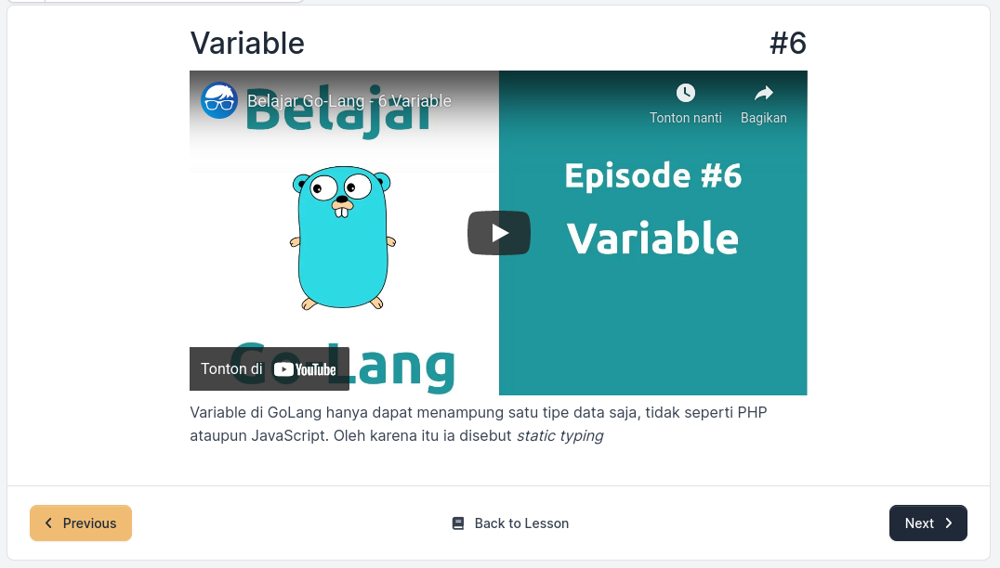 Variable
#6
Belajar
Belajar Go-Lang - 6 Variable
Tonton nanti
Bagikan
Episode #6
Variable
Go-Lang
Tonton di YouTube
Variable di GoLang hanya dapat menampung satu tipe data saja, tidak seperti PHP
ataupun JavaScript. Oleh karena itu ia disebut static typing
Previous
Back to Lesson
Next